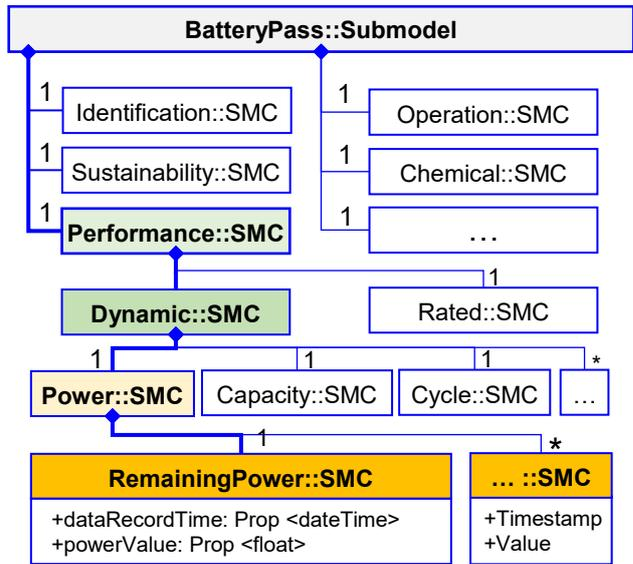 BatteryPass::Submodel
1
Identification::SMC
1
Operation::SMC
1
Sustainability::SMC
1
Chemical::SMC
1
Performance::SMC
1
...
Dynamic::SMC
1
Rated::SMC
1
Power::SMC
1
Capacity::SMC
1
Cycle::SMC
*
...
1
RemainingPower::SMC
+dataRecordTime: Prop <dateTime>
+powerValue: Prop <float>
*
... ::SMC
+Timestamp
+Value